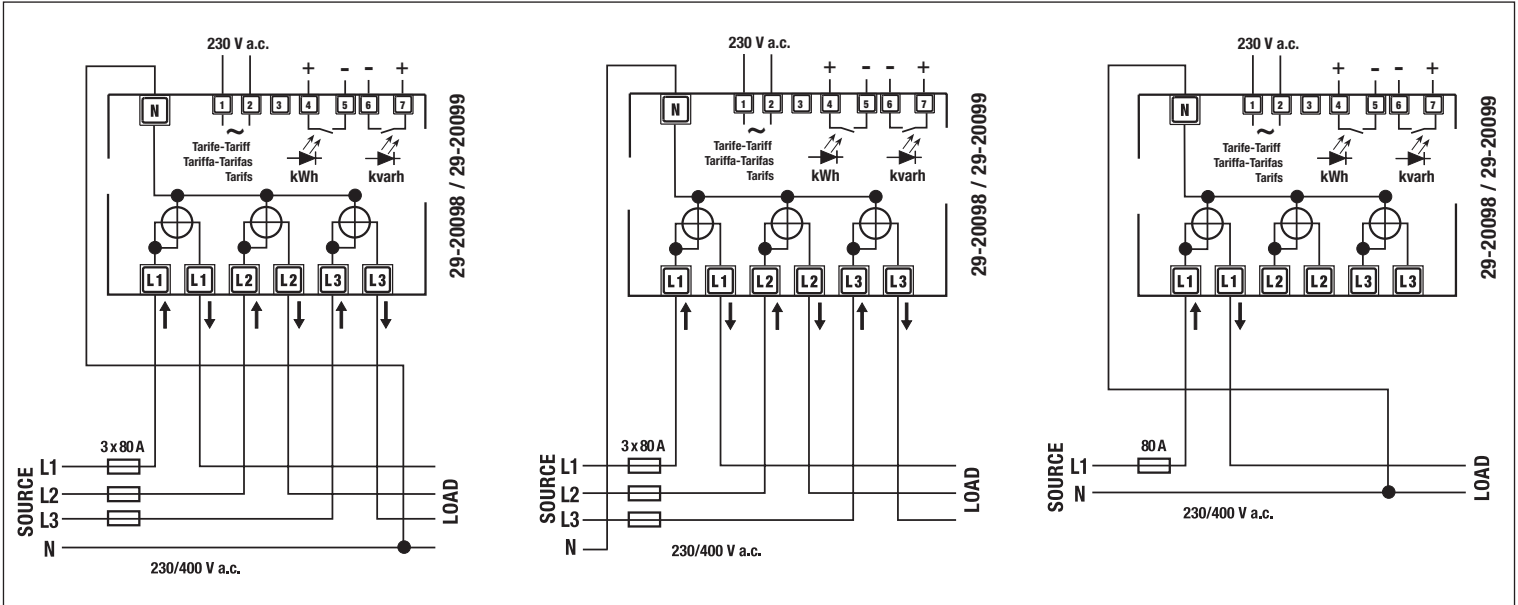 230 V a.c.
+ - - +
N 1 2 3 4 5 6 7
~
Tarife-Tariff
Tariffa-Tarifas
Tarifs
kWh
kvarh
L1 L1 L2 L2 L3 L3
29-20098 / 29-20099
3 x 80 A
SOURCE
L1
L2
L3
N
LOAD
230/400 V a.c.
230 V a.c.
+ - - +
N 1 2 3 4 5 6 7
~
Tarife-Tariff
Tariffa-Tarifas
Tarifs
kWh
kvarh
L1 L1 L2 L2 L3 L3
29-20098 / 29-20099
3 x 80 A
SOURCE
L1
L2
L3
N
LOAD
230/400 V a.c.
230 V a.c.
+ - - +
N 1 2 3 4 5 6 7
~
Tarife-Tariff
Tariffa-Tarifas
Tarifs
kWh
kvarh
L1 L1 L2 L2 L3 L3
29-20098 / 29-20099
80 A
SOURCE
L1
N
LOAD
230/400 V a.c.